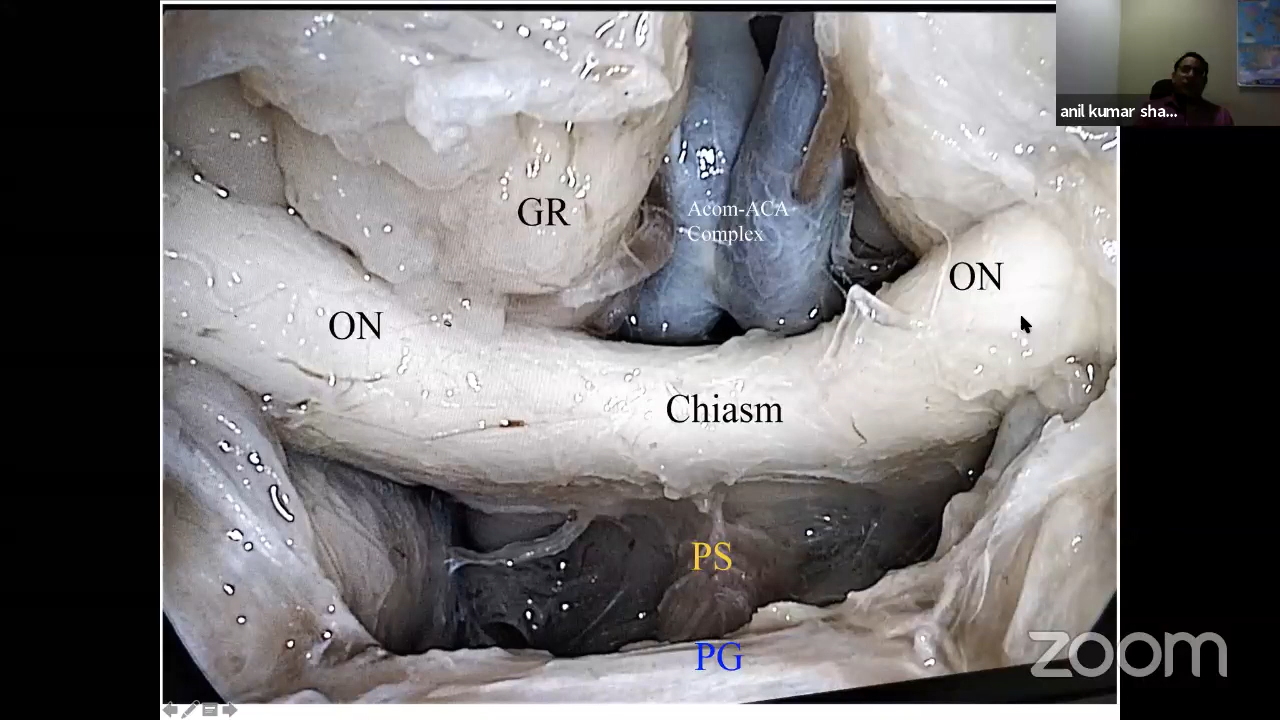 anil kumar sha...
GR
Acom-ACA
Complex
ON
ON
Chiasm
PS
PG
zoom